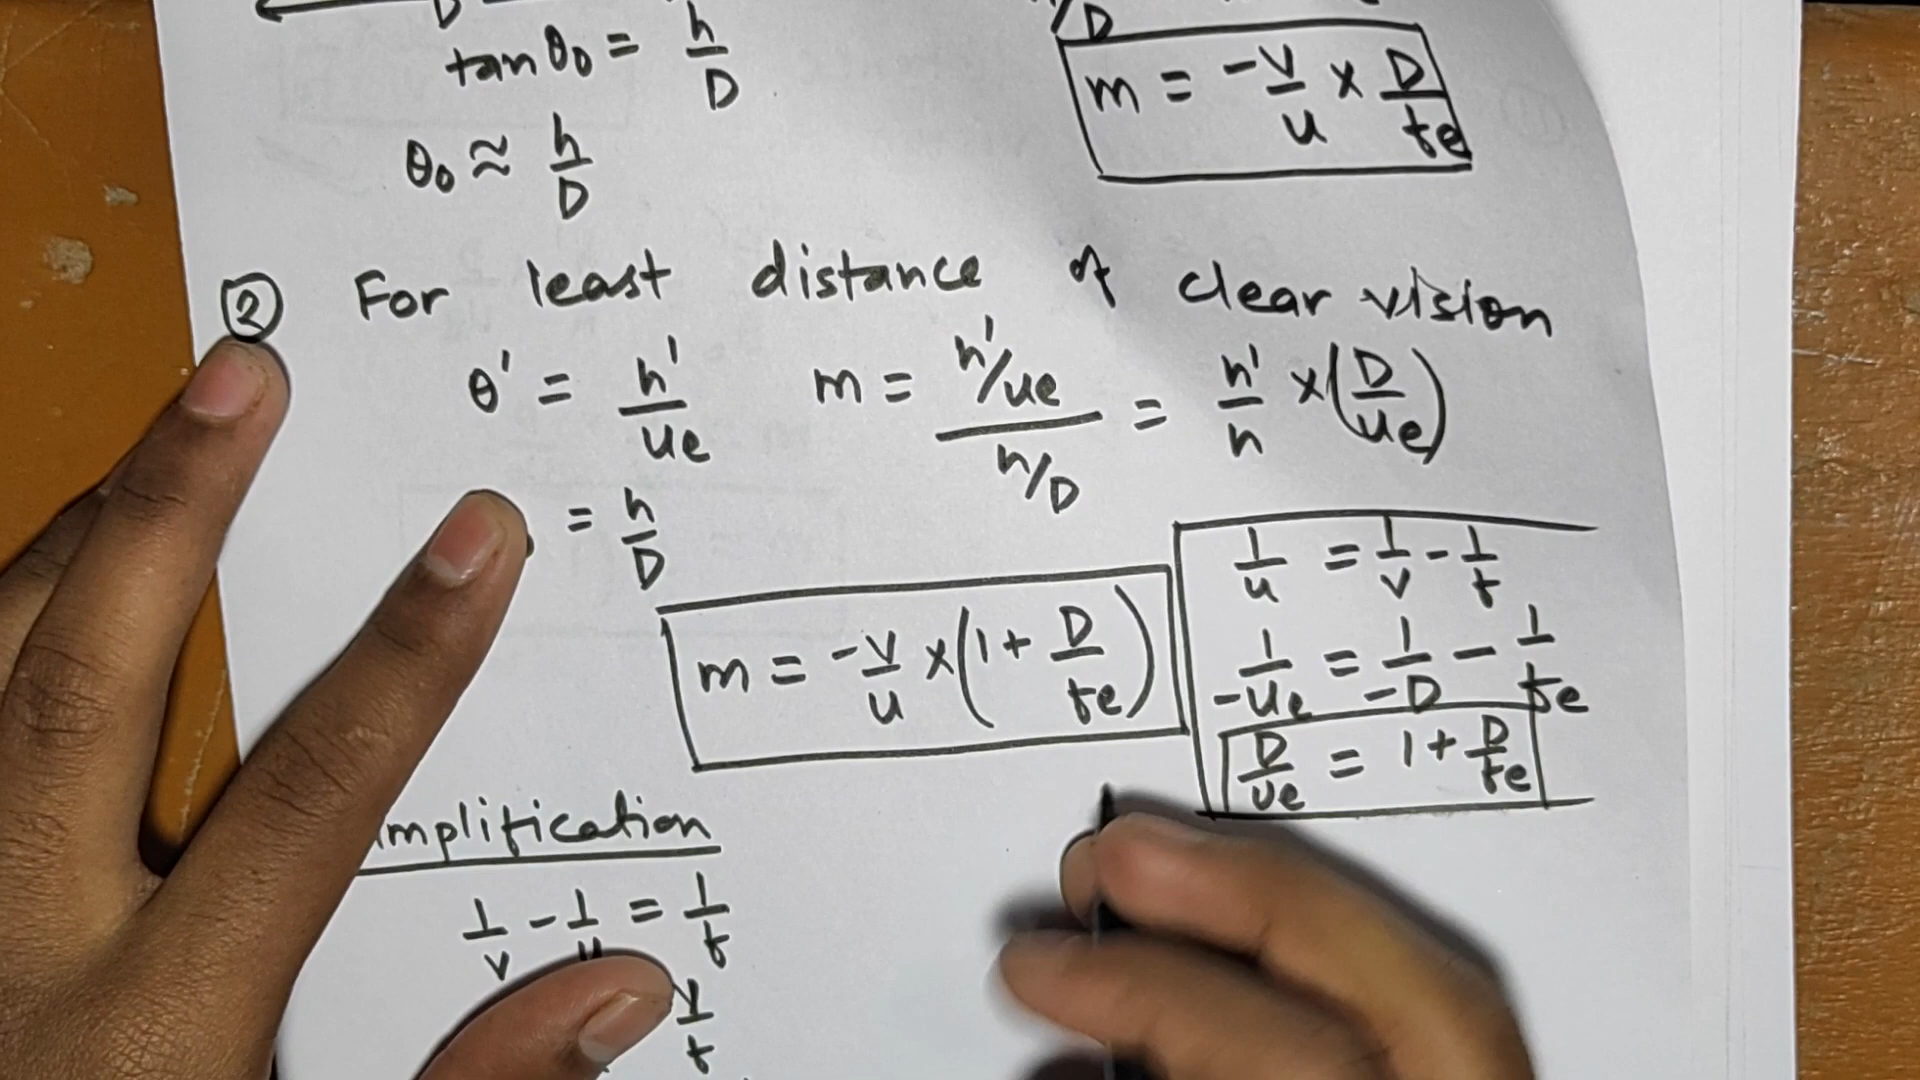 D
tan θ₀ = h/D
/D
m = -v/u × D/fe
θ₀ ≈ h/D
② For least distance of clear vision
θ' = h'/ue
m = (h'/ue)/(h/D) = h'/h × (D/ue)
= h/D
1/u = 1/v - 1/f
1/-ue = 1/-D - 1/fe
D/ue = 1 + D/fe
m = -v/u × (1 + D/fe)
implification
1/v - 1/u = 1/f
v/f